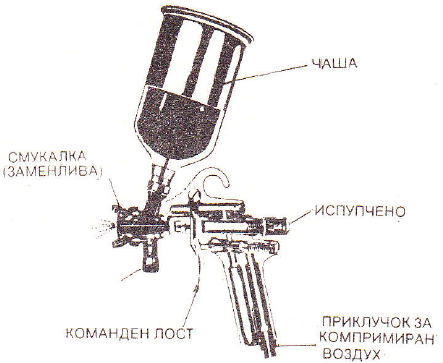 ЧАША
СМУКАЛКА
(ЗАМЕНЛИВА)
ИСПУПЧЕНО
КОМАНДЕН ЛОСТ
ПРИКЛУЧОК ЗА
КОМПРИМИРАН
ВОЗДУХ